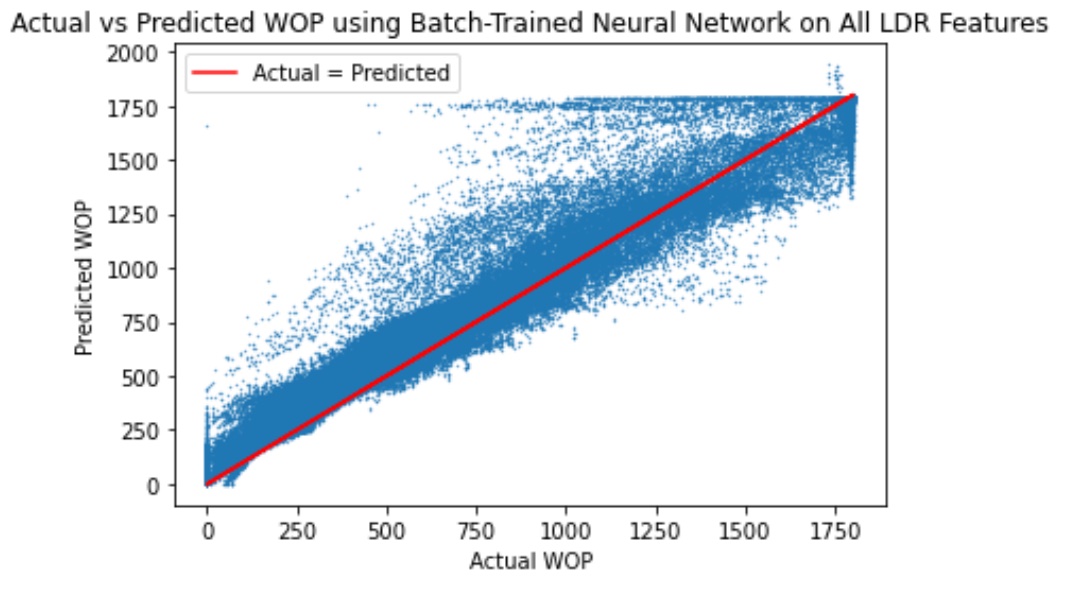 Actual vs Predicted WOP using Batch-Trained Neural Network on All LDR Features
2000
Actual = Predicted
1750
1500
1250
1000
750
500
250
0
Predicted WOP
0 250 500 750 1000 1250 1500 1750
Actual WOP